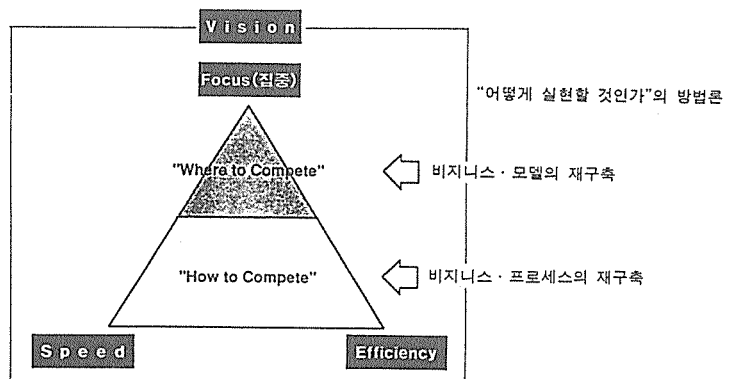 V i s i o n
Focus(집중)
"어떻게 실현할 것인가"의 방법론
"Where to Compete"
비지니스 · 모델의 재구축
"How to Compete"
비지니스 · 프로세스의 재구축
S p e e d
Efficiency